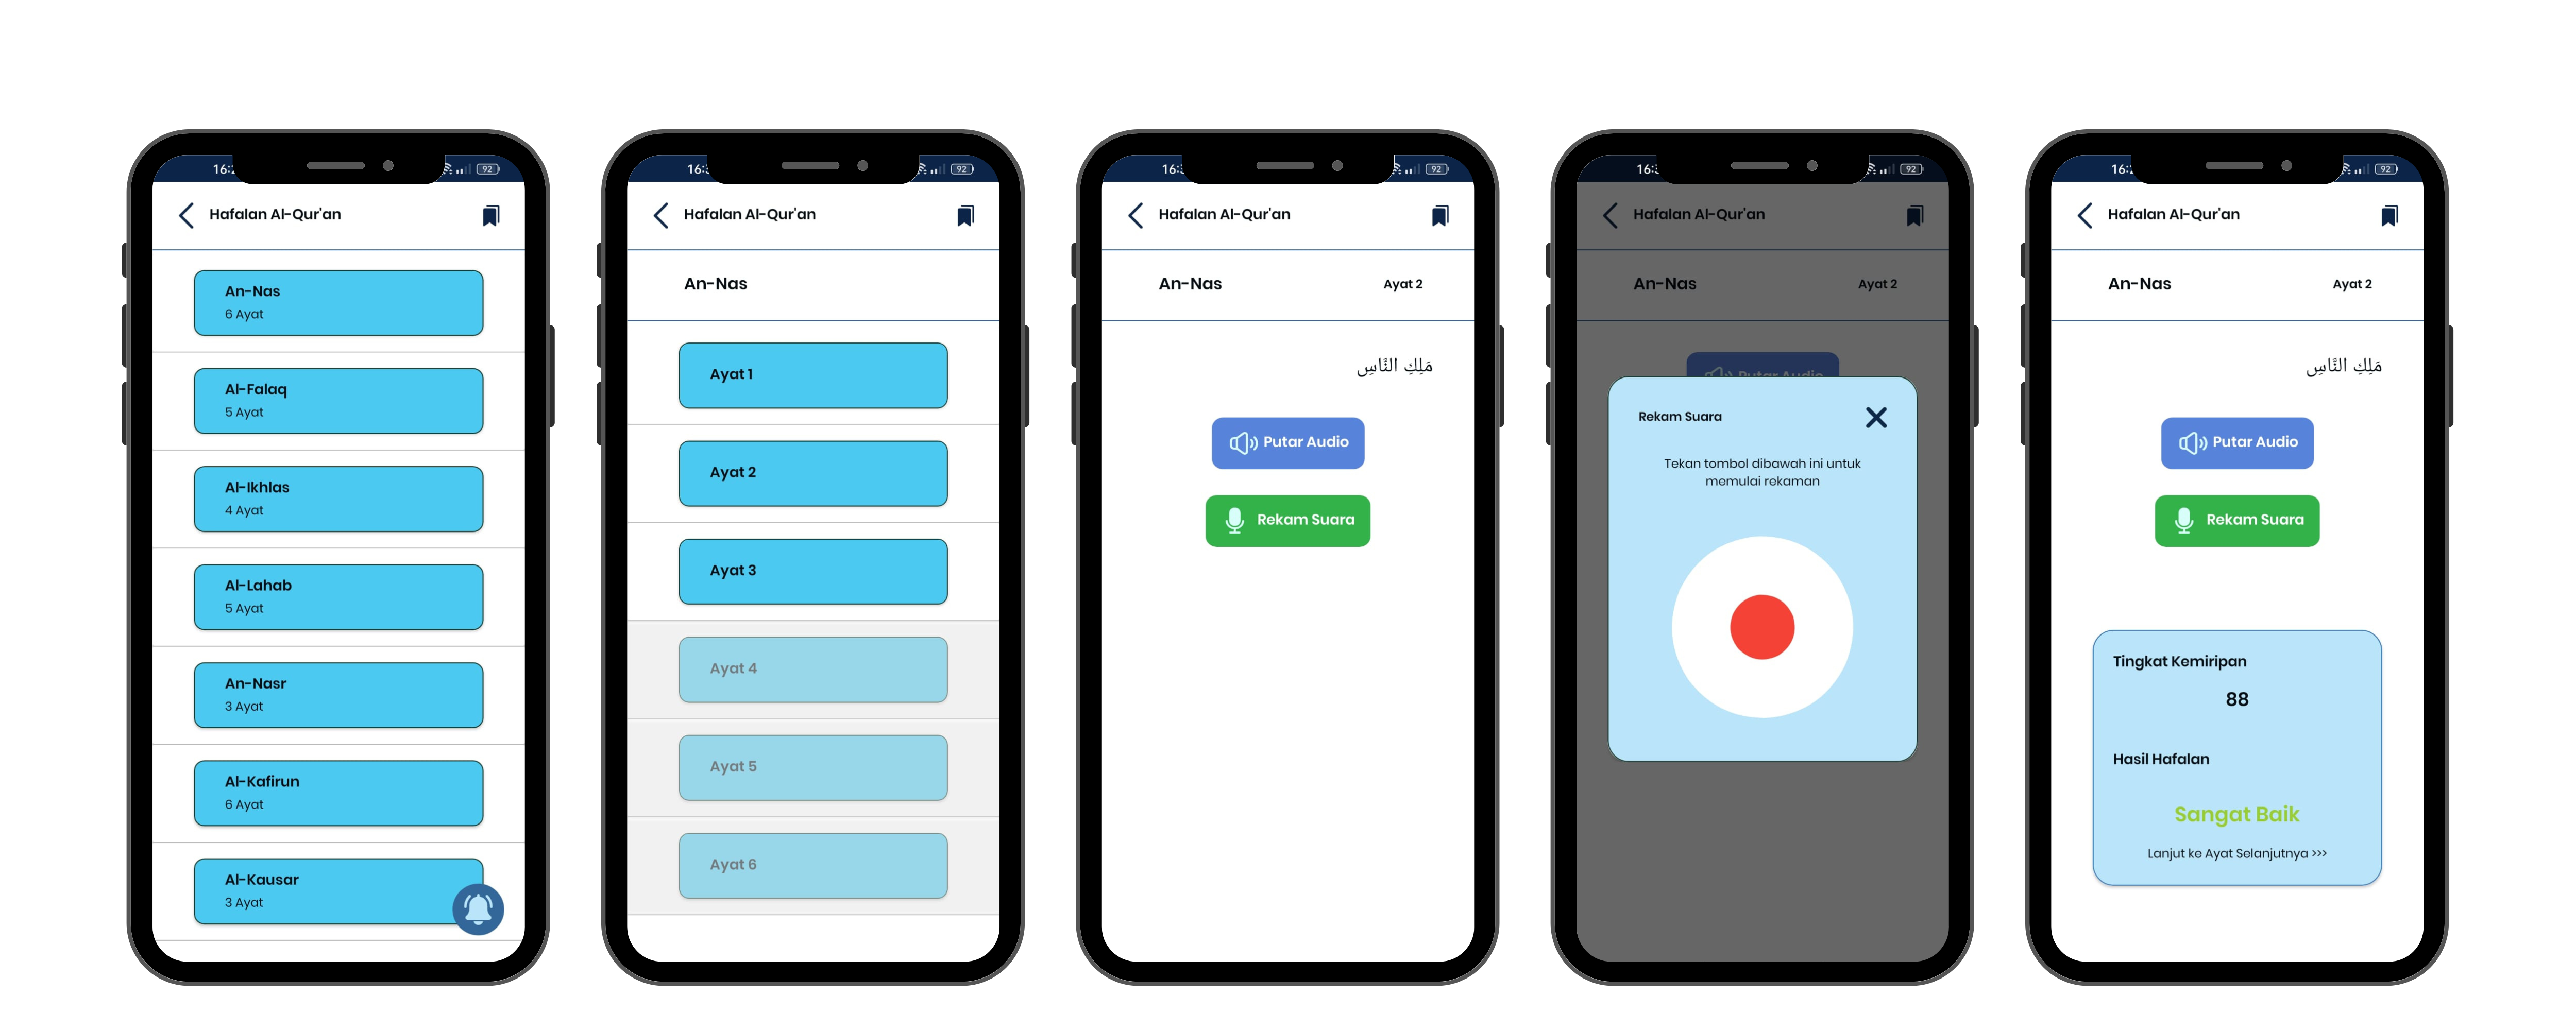 16:2
92
Hafalan Al-Qur'an
An-Nas
6 Ayat
Al-Falaq
5 Ayat
Al-Ikhlas
4 Ayat
Al-Lahab
5 Ayat
An-Nasr
3 Ayat
Al-Kafirun
6 Ayat
Al-Kausar
3 Ayat
16:3
92
Hafalan Al-Qur'an
An-Nas
Ayat 1
Ayat 2
Ayat 3
Ayat 4
Ayat 5
Ayat 6
16:3
92
Hafalan Al-Qur'an
An-Nas Ayat 2
مَلِكِ النَّاسِ
Putar Audio
Rekam Suara
16:3
92
Hafalan Al-Qur'an
An-Nas Ayat 2
Putar Audio
Rekam Suara
Tekan tombol dibawah ini untuk
memulai rekaman
16:2
92
Hafalan Al-Qur'an
An-Nas Ayat 2
مَلِكِ النَّاسِ
Putar Audio
Rekam Suara
Tingkat Kemiripan
88
Hasil Hafalan
Sangat Baik
Lanjut ke Ayat Selanjutnya >>>